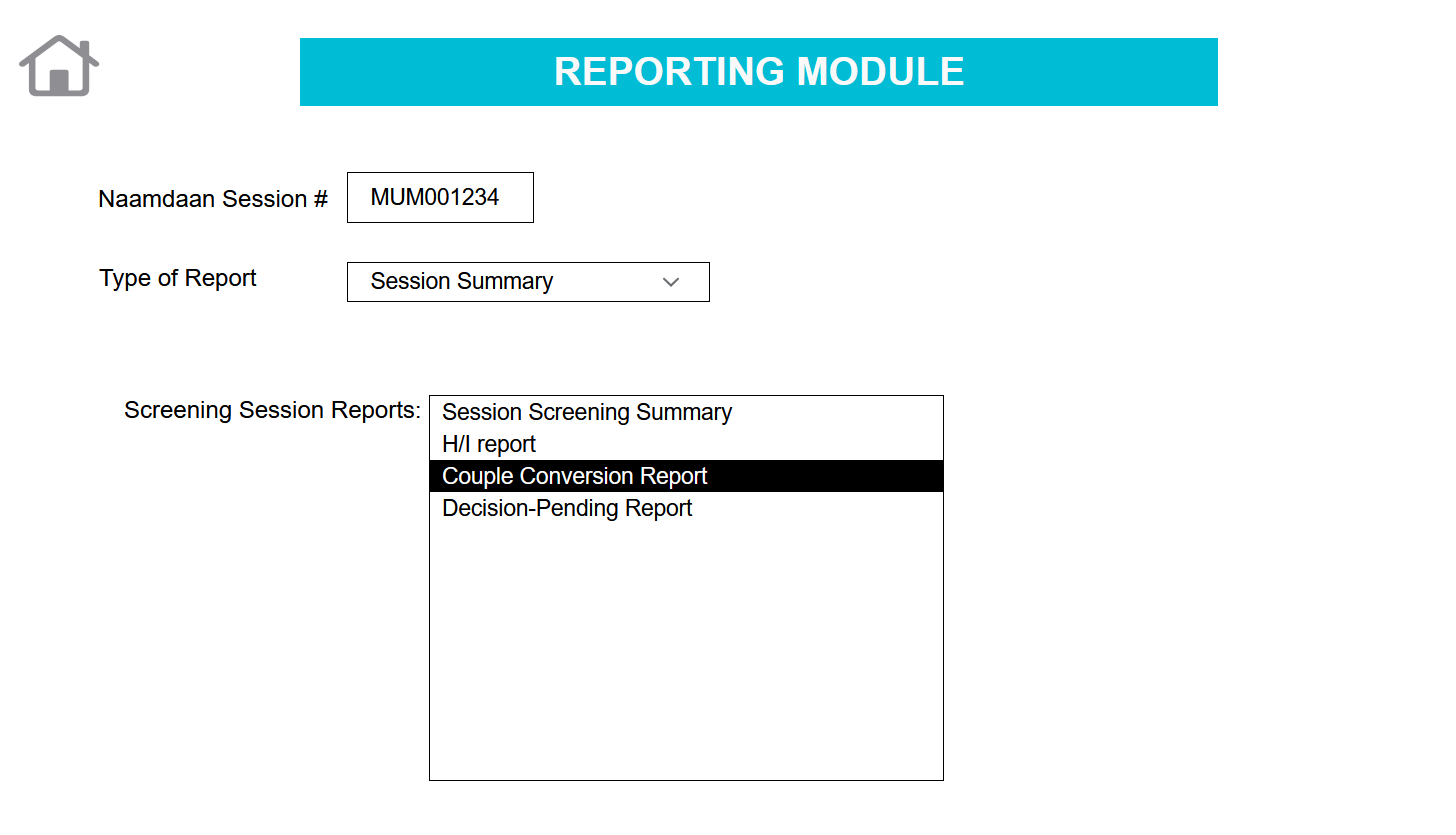 REPORTING MODULE
Naamdaan Session # MUM001234
Type of Report Session Summary
Screening Session Reports: Session Screening Summary
H/I report
Couple Conversion Report
Decision-Pending Report